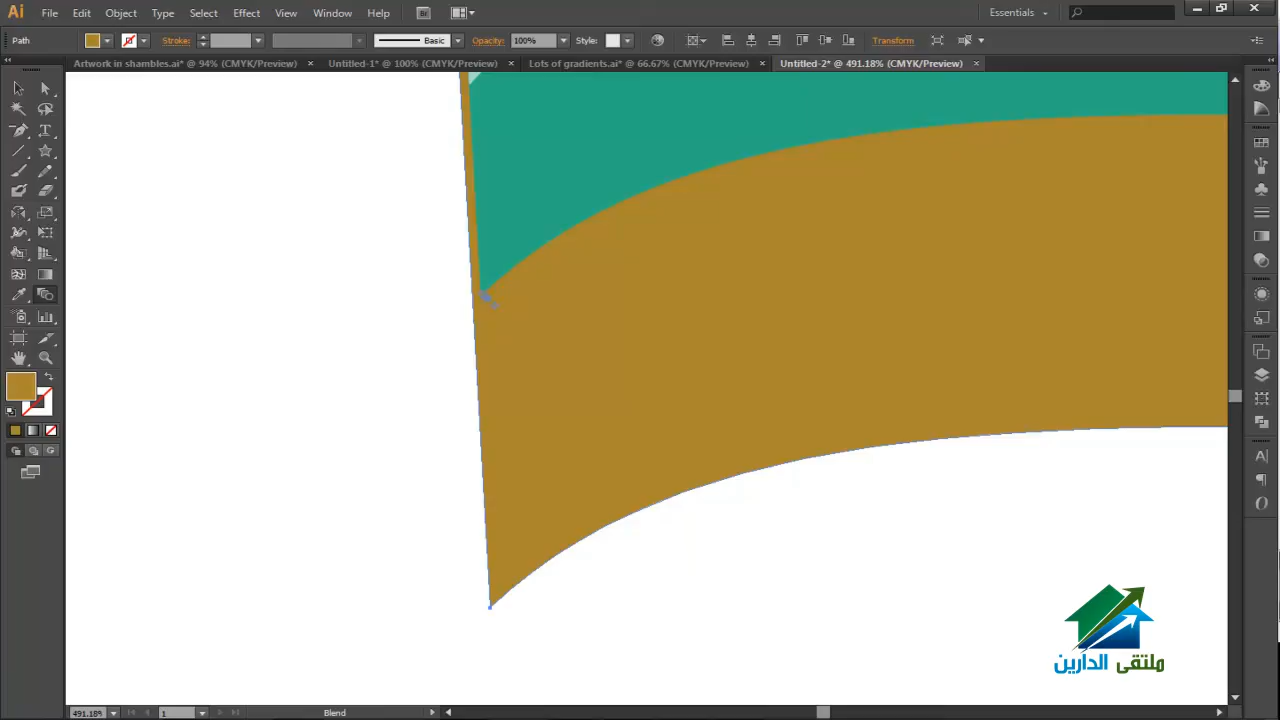 Ai File Edit Object Type Select Effect View Window Help Br Essentials
Path Stroke: Basic Opacity: 100% Style: Transform
Artwork in shambles.ai* @ 94% (CMYK/Preview) Untitled-1* @ 100% (CMYK/Preview) Lots of gradients.ai* @ 66.67% (CMYK/Preview) Untitled-2* @ 491.18% (CMYK/Preview)
ملتقى الدارين
491.18% 1 Blend